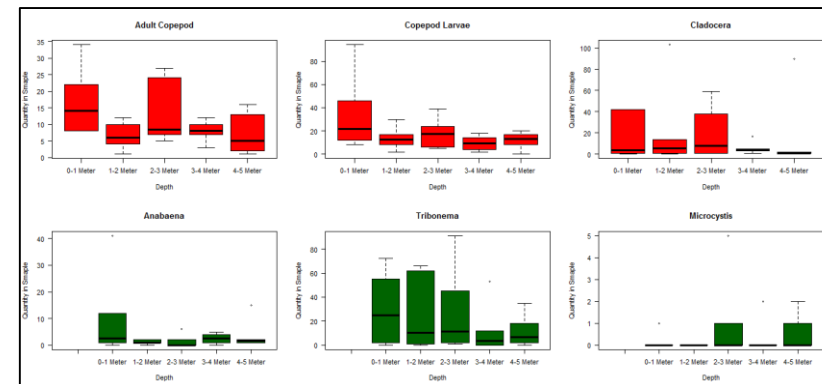 Adult Copepod
Quantity in Smaple
35
30
25
20
15
10
5
0
0-1 Meter 1-2 Meter 2-3 Meter 3-4 Meter 4-5 Meter
Depth
Copepod Larvae
Quantity in Smaple
80
60
40
20
0
0-1 Meter 1-2 Meter 2-3 Meter 3-4 Meter 4-5 Meter
Depth
Cladocera
Quantity in Smaple
100
80
60
40
20
0
0-1 Meter 1-2 Meter 2-3 Meter 3-4 Meter 4-5 Meter
Depth
Anabaena
Quantity in Smaple
40
30
20
10
0
0-1 Meter 1-2 Meter 2-3 Meter 3-4 Meter 4-5 Meter
Depth
Tribonema
Quantity in Smaple
80
60
40
20
0
0-1 Meter 1-2 Meter 2-3 Meter 3-4 Meter 4-5 Meter
Depth
Microcystis
Quantity in Smaple
5
4
3
2
1
0
0-1 Meter 1-2 Meter 2-3 Meter 3-4 Meter 4-5 Meter
Depth